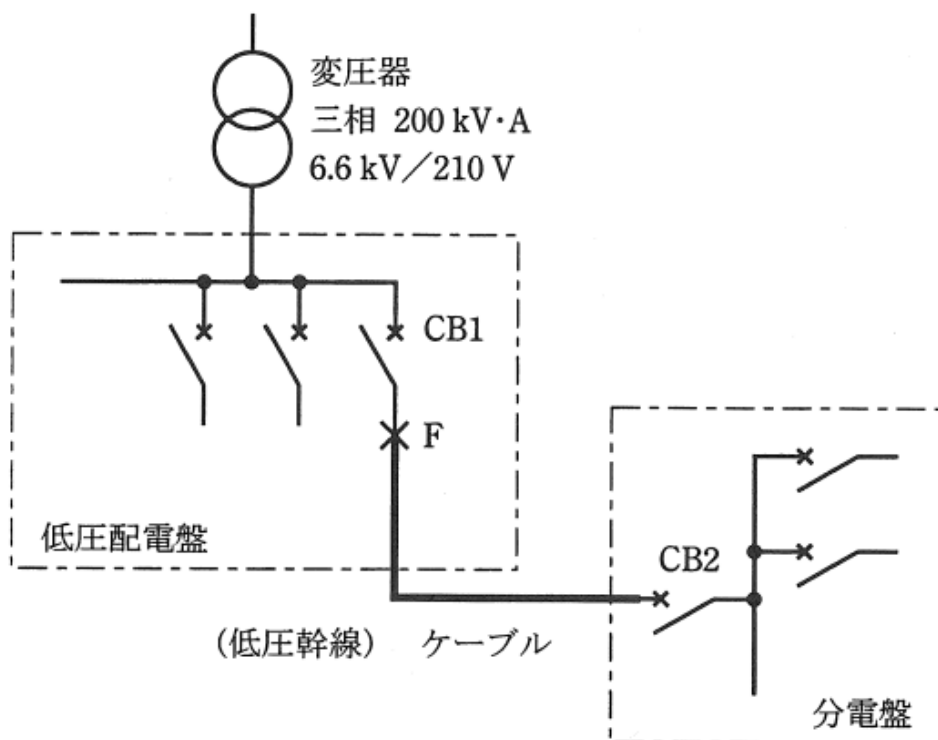 変圧器
三相 200 kV·A
6.6 kV／210 V
CB1
F
低圧配電盤
CB2
(低圧幹線) ケーブル
分電盤